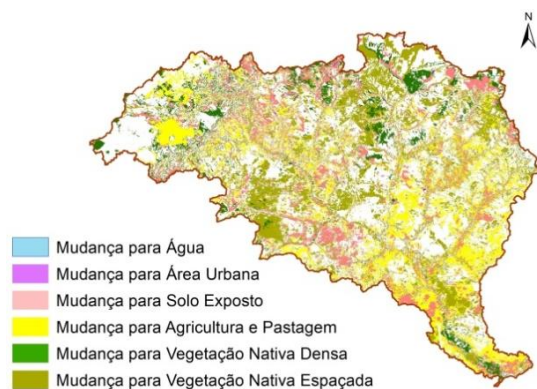 N
Mudança para Água
Mudança para Área Urbana
Mudança para Solo Exposto
Mudança para Agricultura e Pastagem
Mudança para Vegetação Nativa Densa
Mudança para Vegetação Nativa Espaçada